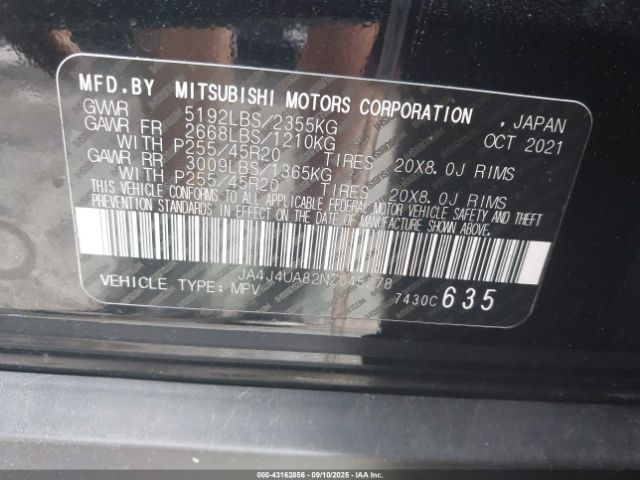 MFD.BY MITSUBISHI MOTORS CORPORATION , JAPAN
GVWR 5192LBS/2355KG OCT 2021
GAWR FR 2668LBS/1210KG
WITH P255/45R20 TIRES 20X8.0J RIMS
GAWR RR 3009LBS/1365KG
WITH P255/45R20 TIRES 20X8.0J RIMS
THIS VEHICLE CONFORMS TO ALL APPLICABLE FEDERAL MOTOR VEHICLE SAFETY AND THEFT
PREVENTION STANDARDS IN EFFECT ON THE DATE OF MANUFACTURE SHOWN ABOVE.
VEHICLE TYPE: MPV
7430C 635
000-43162856 - 09/10/2025 - IAA Inc.